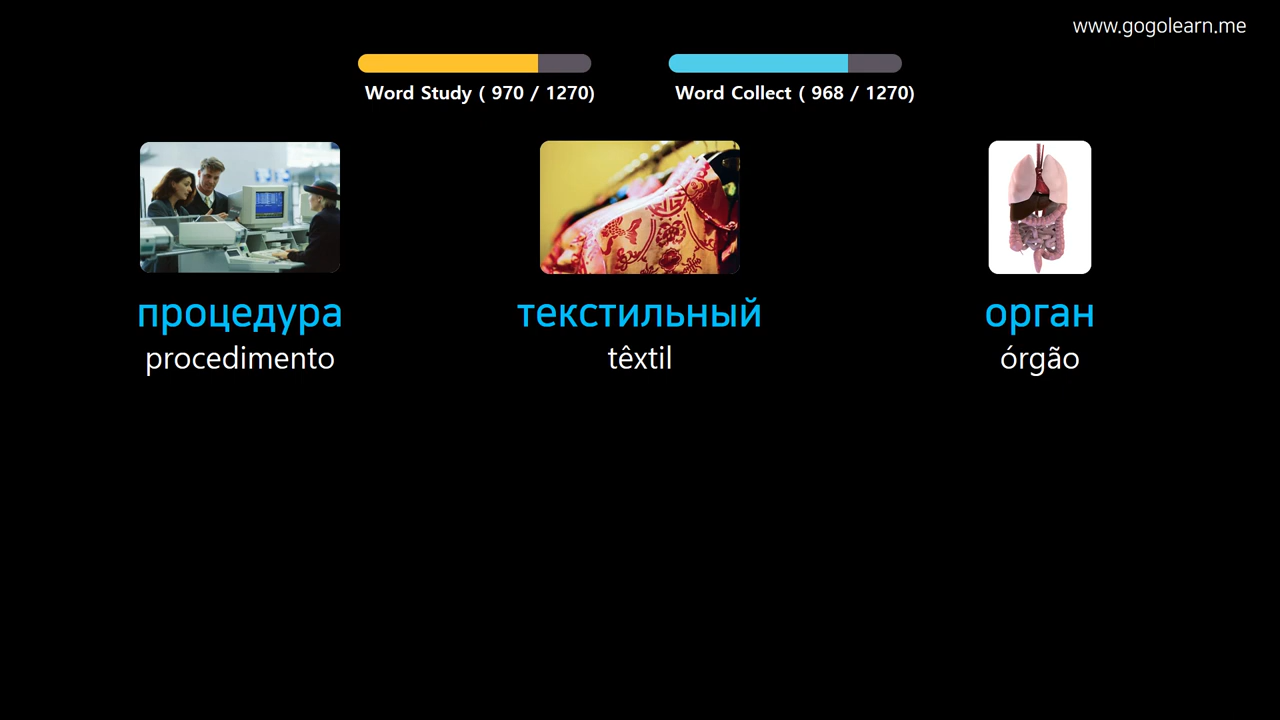 www.gogolearn.me
Word Study ( 970 / 1270)
Word Collect ( 968 / 1270)
процедура
procedimento
текстильный
têxtil
орган
órgão